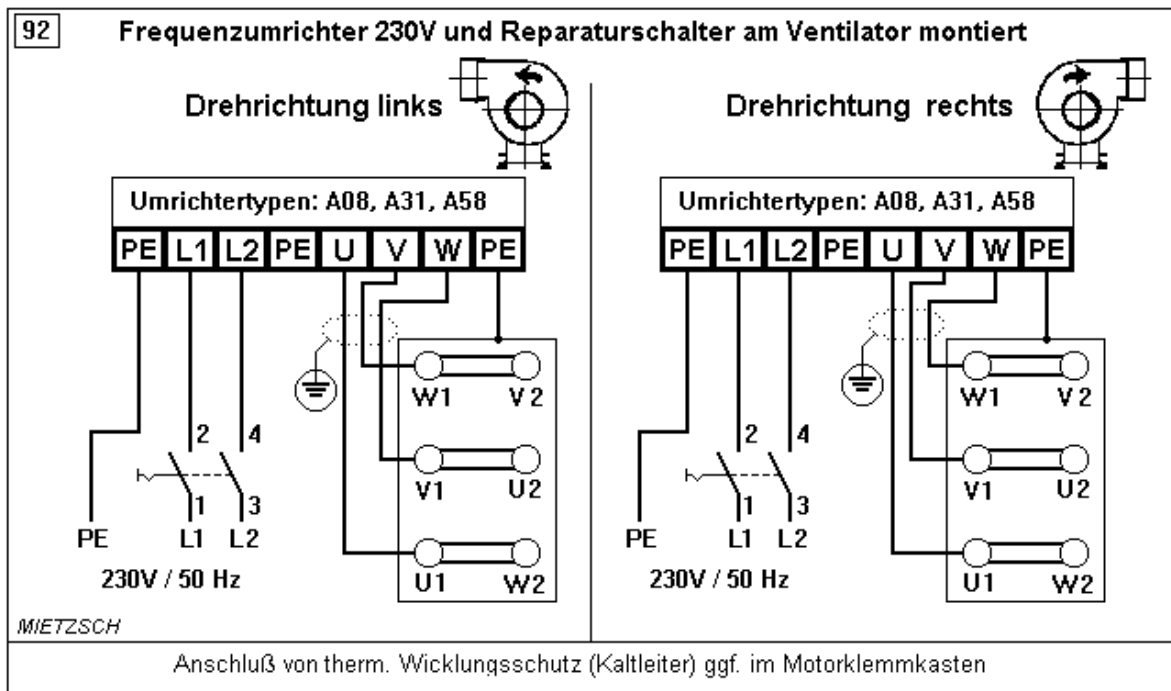 92 Frequenzumrichter 230V und Reparaturschalter am Ventilator montiert
Drehrichtung links
Umrichtertypen: A08, A31, A58
PE L1 L2 PE U V W PE
W1 V2
2 4
V1 U2
1 3
PE L1 L2
U1 W2
230V / 50 Hz
MIETZSCH
Drehrichtung rechts
Umrichtertypen: A08, A31, A58
PE L1 L2 PE U V W PE
W1 V2
2 4
V1 U2
1 3
PE L1 L2
U1 W2
230V / 50 Hz
Anschluß von therm. Wicklungsschutz (Kaltleiter) ggf. im Motorklemmkasten